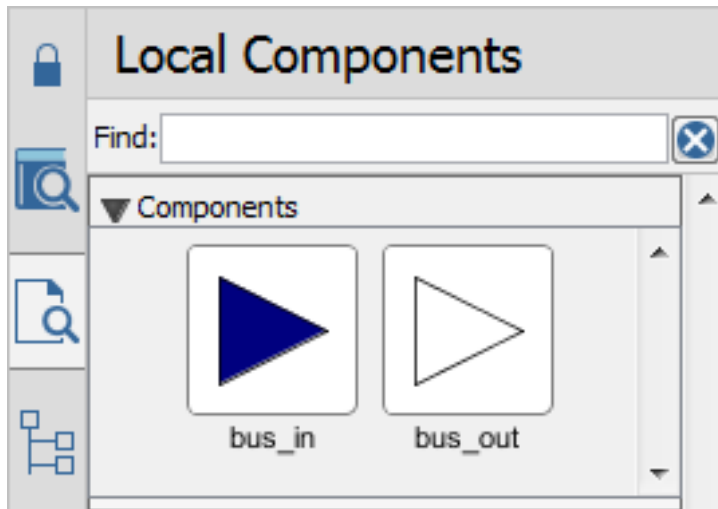 Local Components
Find:
Components
bus_in
bus_out